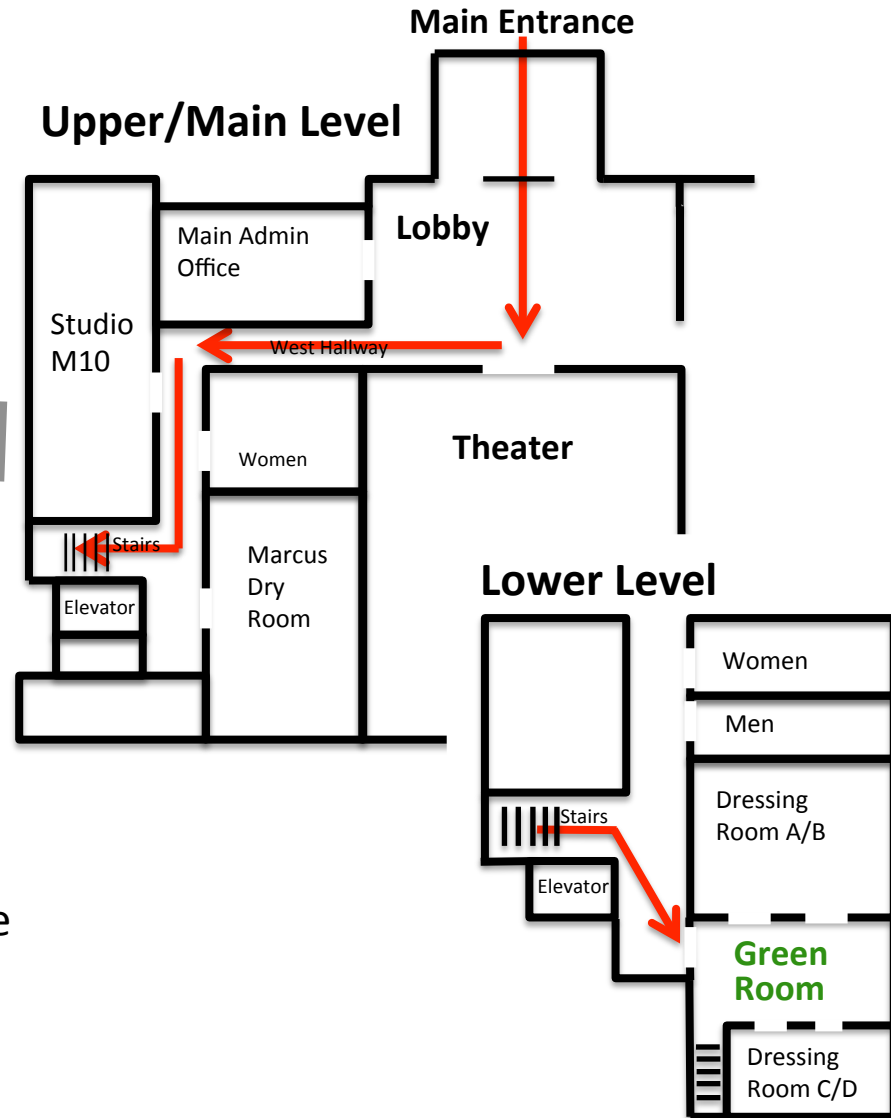 Main Entrance
Upper/Main Level
Lobby
Main Admin
Office
Studio
M10
West Hallway
Women
Theater
Stairs
Marcus
Dry
Room
Elevator
Lower Level
Women
Men
Dressing
Room A/B
Stairs
Elevator
Green
Room
Dressing
Room C/D